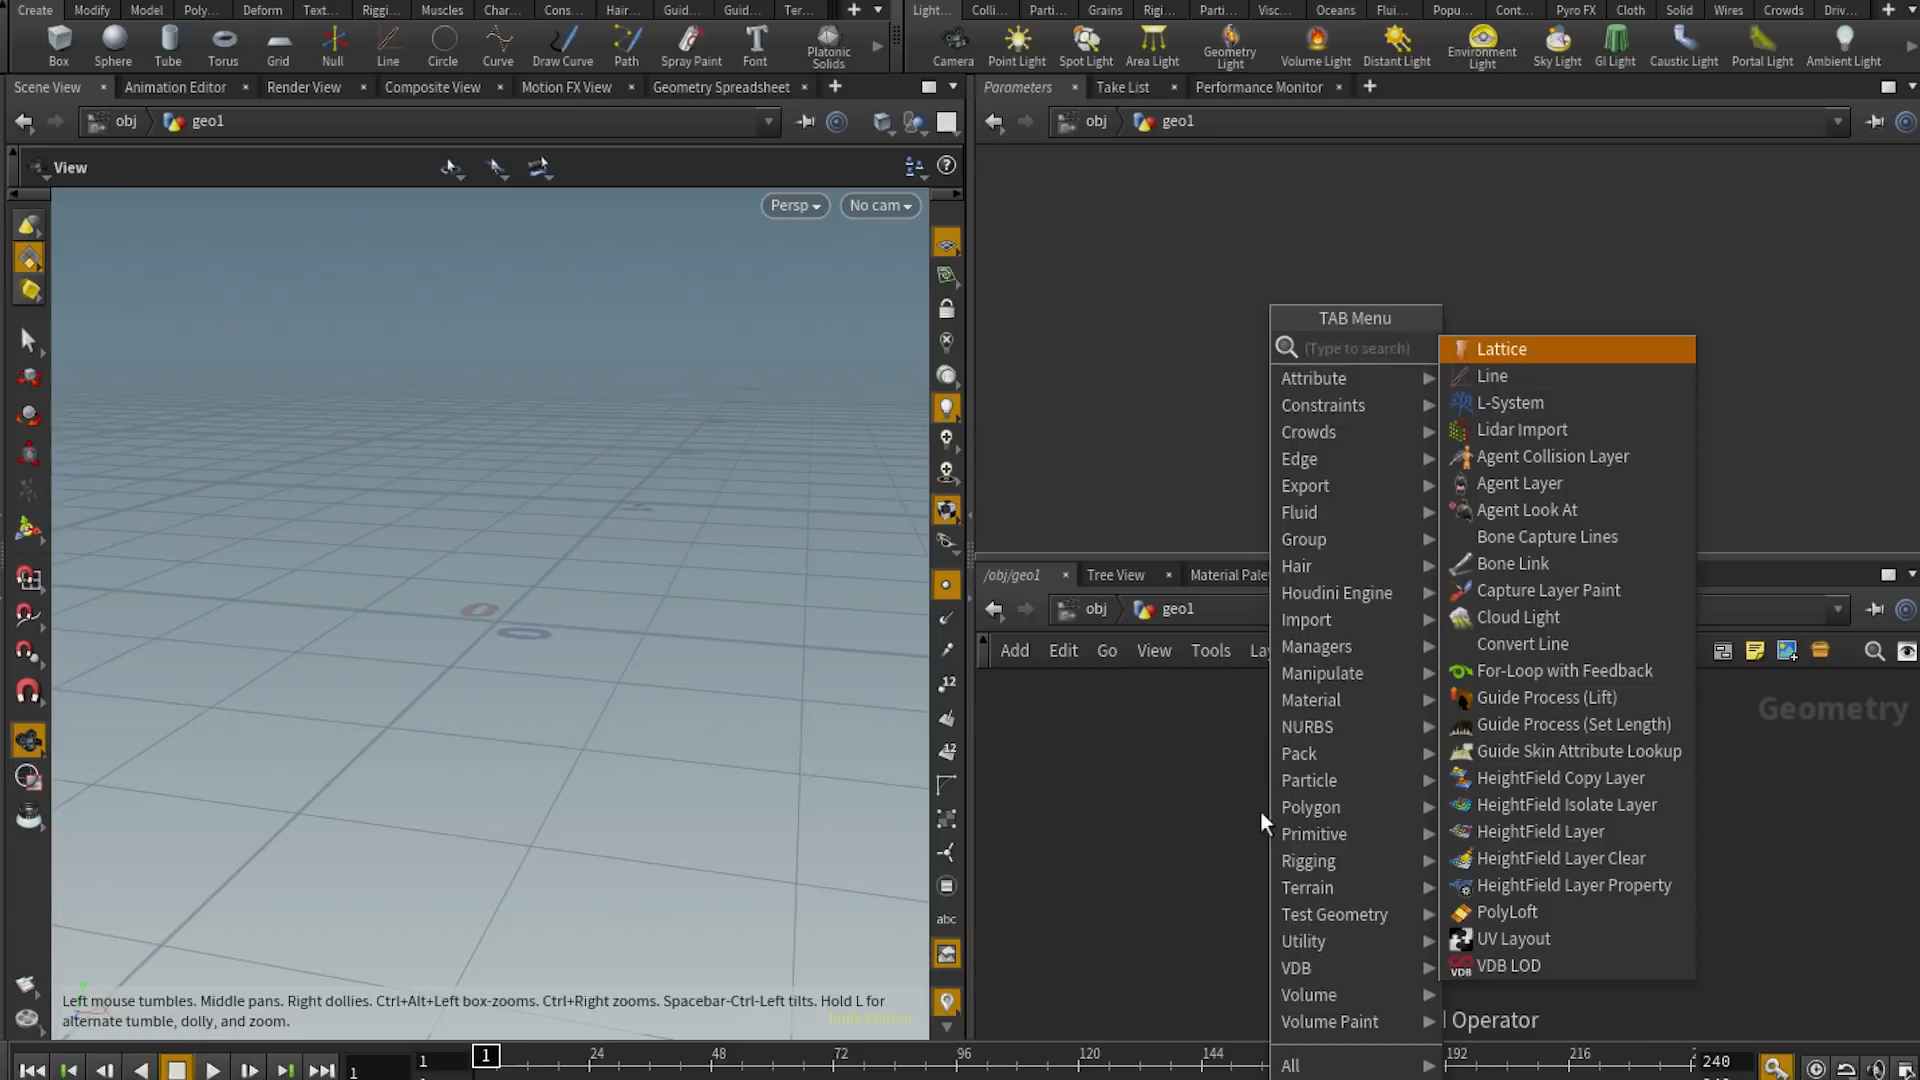 Create Modify Model Poly... Deform Text... Riggi... Muscles Char... Cons... Hair... Guid... Guid... Ter...
Light... Colli... Parti... Grains Rigi... Parti... Visc... Oceans Flui... Popu... Cont... Pyro FX Cloth Solid Wires Crowds Driv...
Box Sphere Tube Torus Grid Null Line Circle Curve Draw Curve Path Spray Paint Font Platonic Solids
Camera Point Light Spot Light Area Light Geometry Light Volume Light Distant Light Environment Light Sky Light GI Light Caustic Light Portal Light Ambient Light
Scene View Animation Editor Render View Composite View Motion FX View Geometry Spreadsheet
Parameters Take List Performance Monitor
obj geo1
obj geo1
View
Persp No cam
TAB Menu
(Type to search)
Attribute
Constraints
Crowds
Edge
Export
Fluid
Group
Hair
Houdini Engine
Import
Managers
Manipulate
Material
NURBS
Pack
Particle
Polygon
Primitive
Rigging
Terrain
Test Geometry
Utility
VDB
Volume
Volume Paint
All
Lattice
Line
L-System
Lidar Import
Agent Collision Layer
Agent Layer
Agent Look At
Bone Capture Lines
Bone Link
Capture Layer Paint
Cloud Light
Convert Line
For-Loop with Feedback
Guide Process (Lift)
Guide Process (Set Length)
Guide Skin Attribute Lookup
HeightField Copy Layer
HeightField Isolate Layer
HeightField Layer
HeightField Layer Clear
HeightField Layer Property
PolyLoft
UV Layout
VDB LOD
/obj/geo1 Tree View Material Pale
obj geo1
Add Edit Go View Tools
Geometry
12
12
abc
Operator
Left mouse tumbles. Middle pans. Right dollies. Ctrl+Alt+Left box-zooms. Ctrl+Right zooms. Spacebar-Ctrl-Left tilts. Hold L for
alternate tumble, dolly, and zoom.
Indie Edition
1 1 1 24 48 72 96 120 144 192 216 240